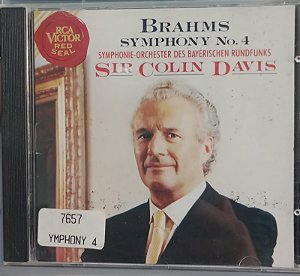 RCA
VICTOR
RED
SEAL
BRAHMS
SYMPHONY No. 4
SYMPHONIE-ORCHESTER DES BAYERISCHEN RUNDFUNKS
SIR COLIN DAVIS
7657
YMPHONY 4